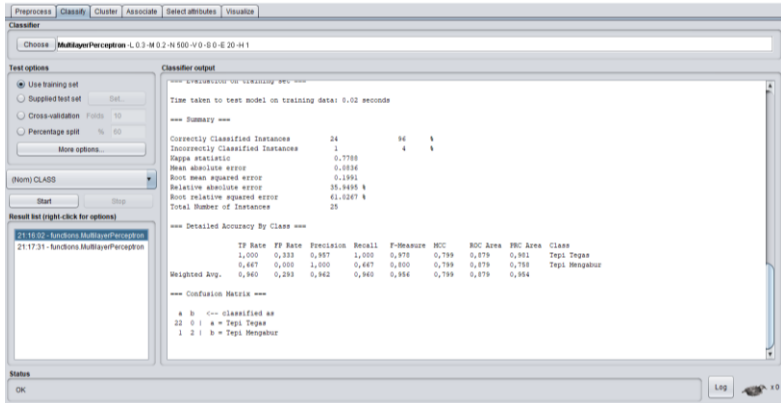 Preprocess Classify Cluster Associate Select attributes Visualize
Classifier
Choose MultilayerPerceptron -L 0.3 -M 0.2 -N 500 -V 0 -S 0 -E 20 -H 1
Test options
Use training set
Supplied test set Set...
Cross-validation Folds 10
Percentage split % 60
More options...
(Nom) CLASS
Start Stop
Result list (right-click for options)
21:16:02 - functions.MultilayerPerceptron
21:17:31 - functions.MultilayerPerceptron
Classifier output
=== Evaluation on training set ===
Time taken to test model on training data: 0.02 seconds
=== Summary ===
Correctly Classified Instances 24 96 %
Incorrectly Classified Instances 1 4 %
Kappa statistic
Mean absolute error 0.0836
Root mean squared error 0.1991
Relative absolute error 35.9495 %
Root relative squared error 61.0267 %
Total Number of Instances 25
=== Detailed Accuracy By Class ===
TP Rate FP Rate Precision Recall F-Measure MCC ROC Area PRC Area Class
1,000 0,333 0,957 1,000 0,978 0,799 0,879 0,981 Tepi Tegas
0,667 0,000 1,000 0,667 0,800 0,799 0,879 0,758 Tepi Mengabur
Weighted Avg. 0,960 0,293 0,962 0,960 0,956 0,799 0,879 0,954
=== Confusion Matrix ===
a b <-- classified as
22 0 | a = Tepi Tegas
1 2 | b = Tepi Mengabur
Status
OK
Log x 0